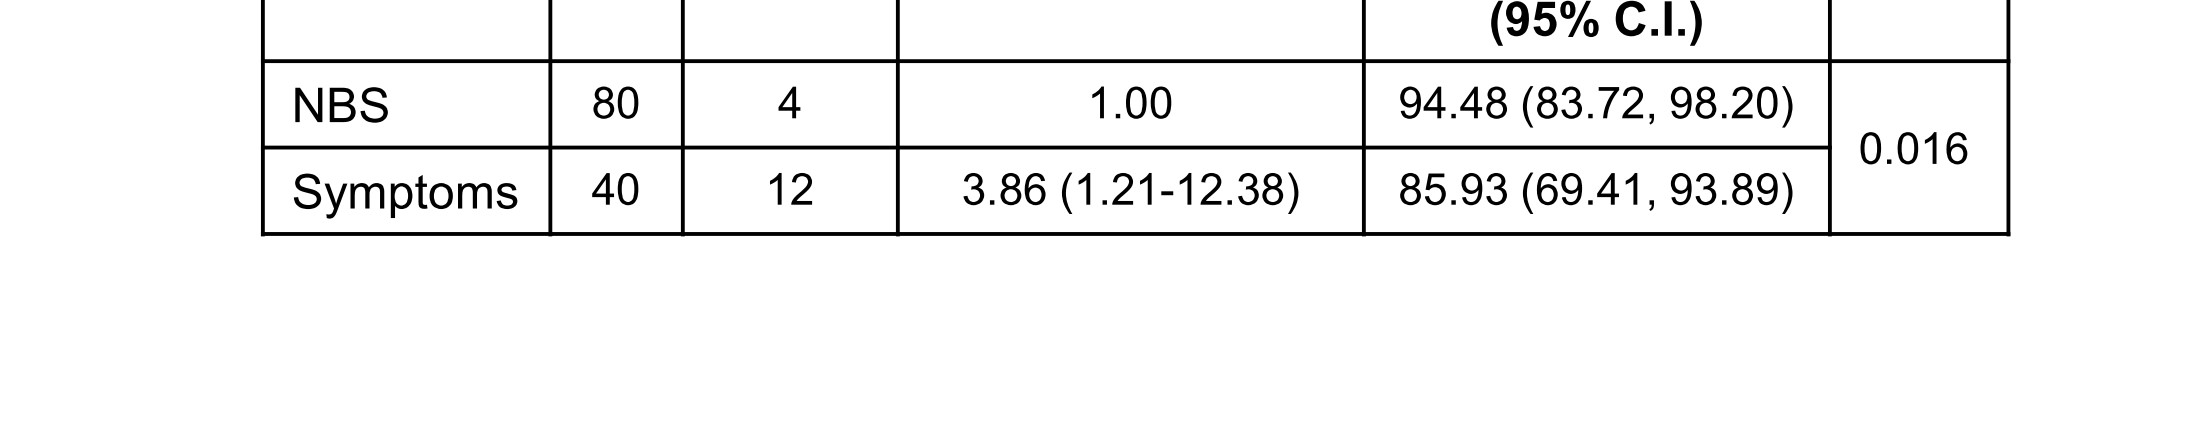 (95% C.I.)
NBS 80 4 1.00 94.48 (83.72, 98.20)
0.016
Symptoms 40 12 3.86 (1.21-12.38) 85.93 (69.41, 93.89)